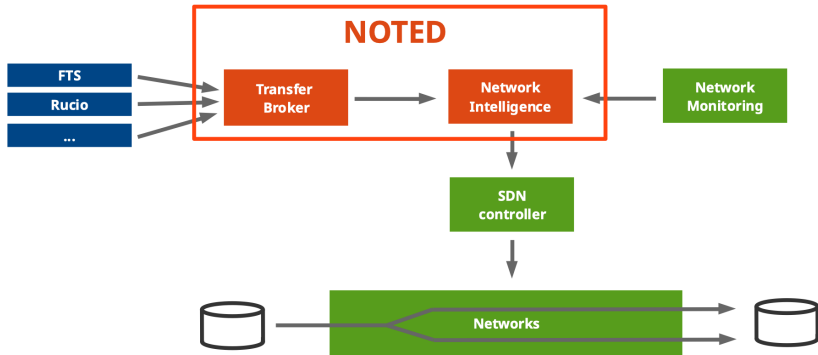 NOTED
FTS
Rucio
...
Transfer
Broker
Network
Intelligence
Network
Monitoring
SDN
controller
Networks